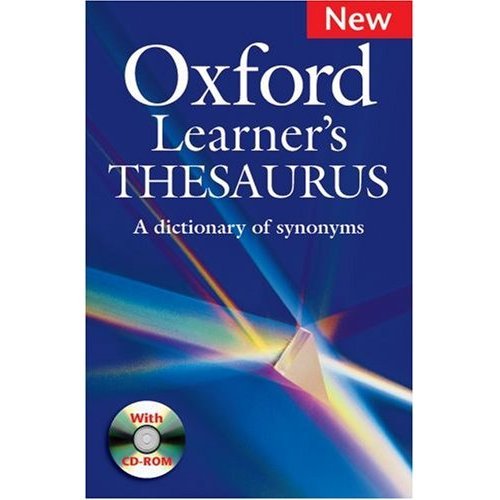 New
Oxford
Learner's
THESAURUS
A dictionary of synonyms
With
CD-ROM